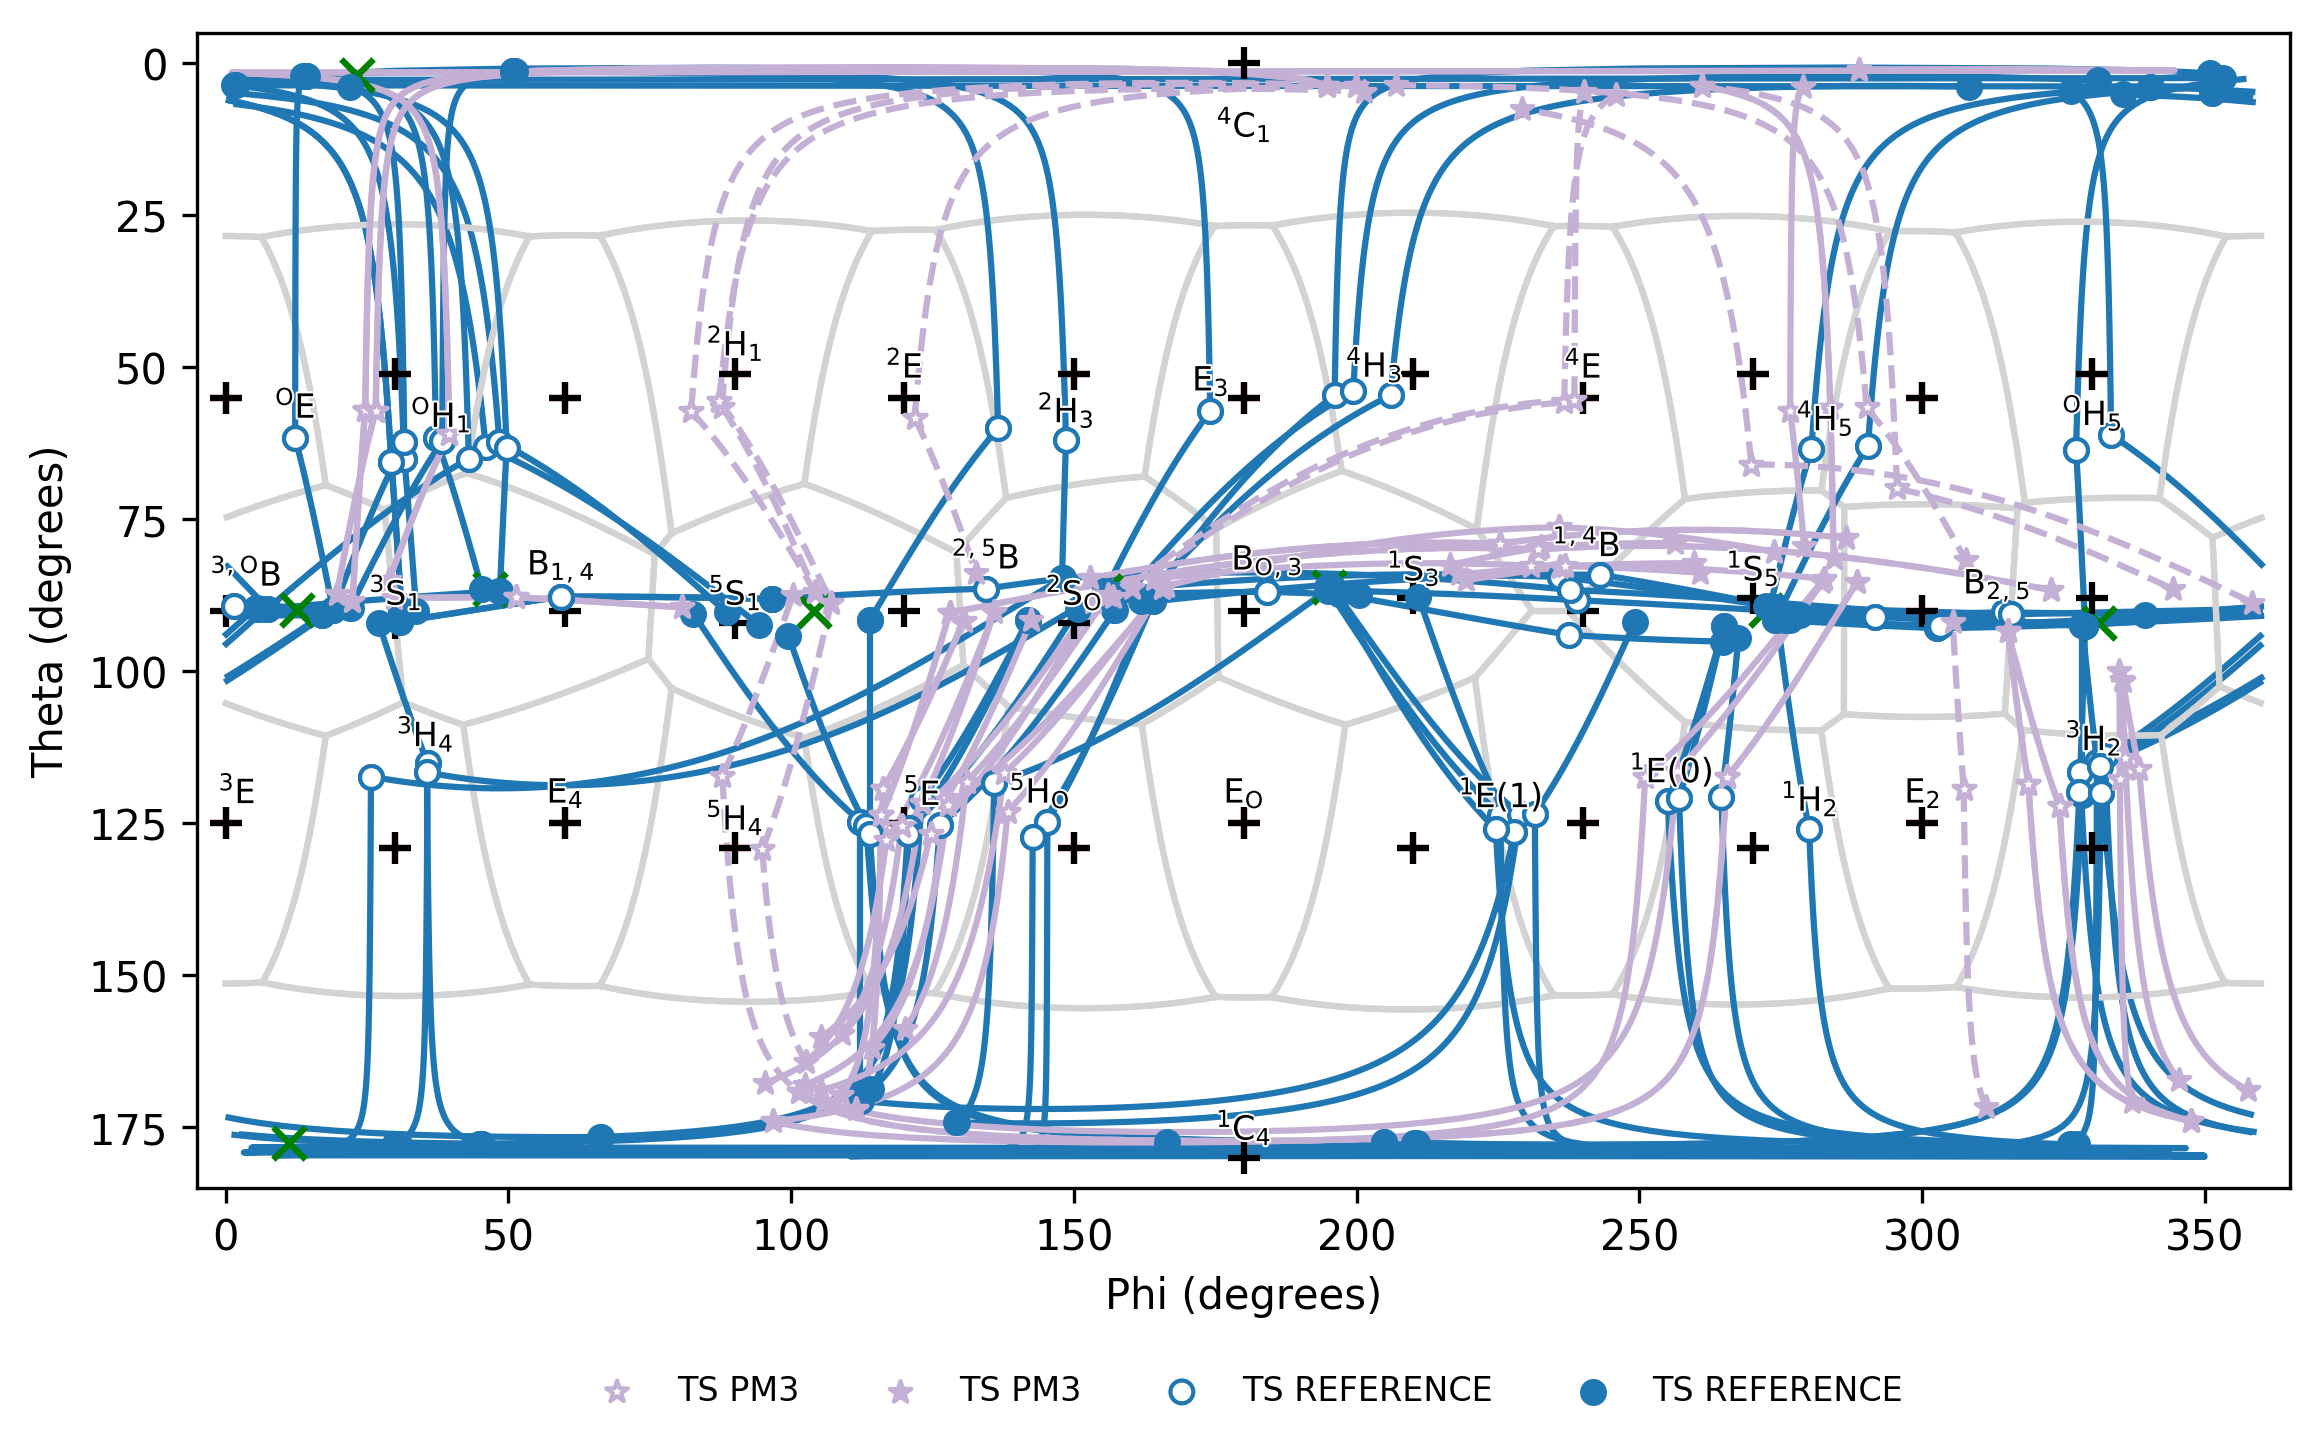 0
⁴C₁
25
²H₁
²E
⁴E
50
E₃
⁴H₃
ᴼE
ᴼH₁
²H₃
⁴H₅
ᴼH₅
75
³,ᴼB
³S₁
B₁,₄
⁵S₁
²,⁵B
²Sₒ
Bₒ,₃
¹S₃
¹,⁴B
¹S₅
B₂,₅
100
³H₄
³H₂
³E
E₄
⁵H₄
⁵E
⁵Hₒ
Eₒ
¹E(1)
¹E(0)
¹H₂
E₂
125
150
175
¹C₄
Theta (degrees)
0 50 100 150 200 250 300 350
Phi (degrees)
TS PM3 TS PM3 TS REFERENCE TS REFERENCE